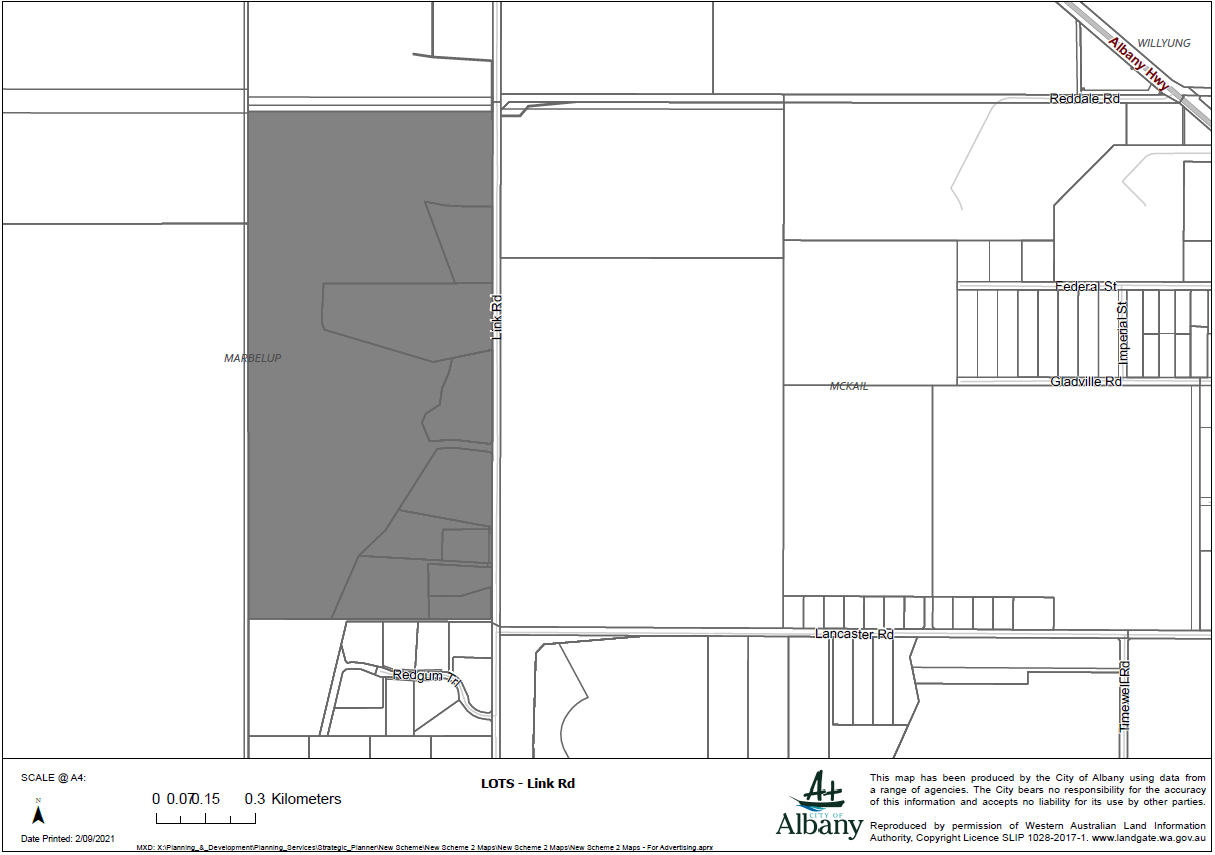 WILLYUNG
Albany Hwy
Reddale Rd
Federal St
Link Rd
Imperial St
MARBELUP
Gladville Rd
MCKAIL
Lancaster Rd
Redgum Trl
Timewell Rd
SCALE @ A4:
LOTS - Link Rd
N
0 0.07 0.15 0.3 Kilometers
Date Printed: 2/09/2021
MXD: X:\Planning_&_Development\Planning_Services\Strategic_Planner\New Scheme\New Scheme 2 Maps\New Scheme 2 Maps\New Scheme 2 Maps - For Advertising.aprx
CITY OF
Albany
This map has been produced by the City of Albany using data from
a range of agencies. The City bears no responsibility for the accuracy
of this information and accepts no liability for its use by other parties.
Reproduced by permission of Western Australian Land Information
Authority, Copyright Licence SLIP 1028-2017-1. www.landgate.wa.gov.au